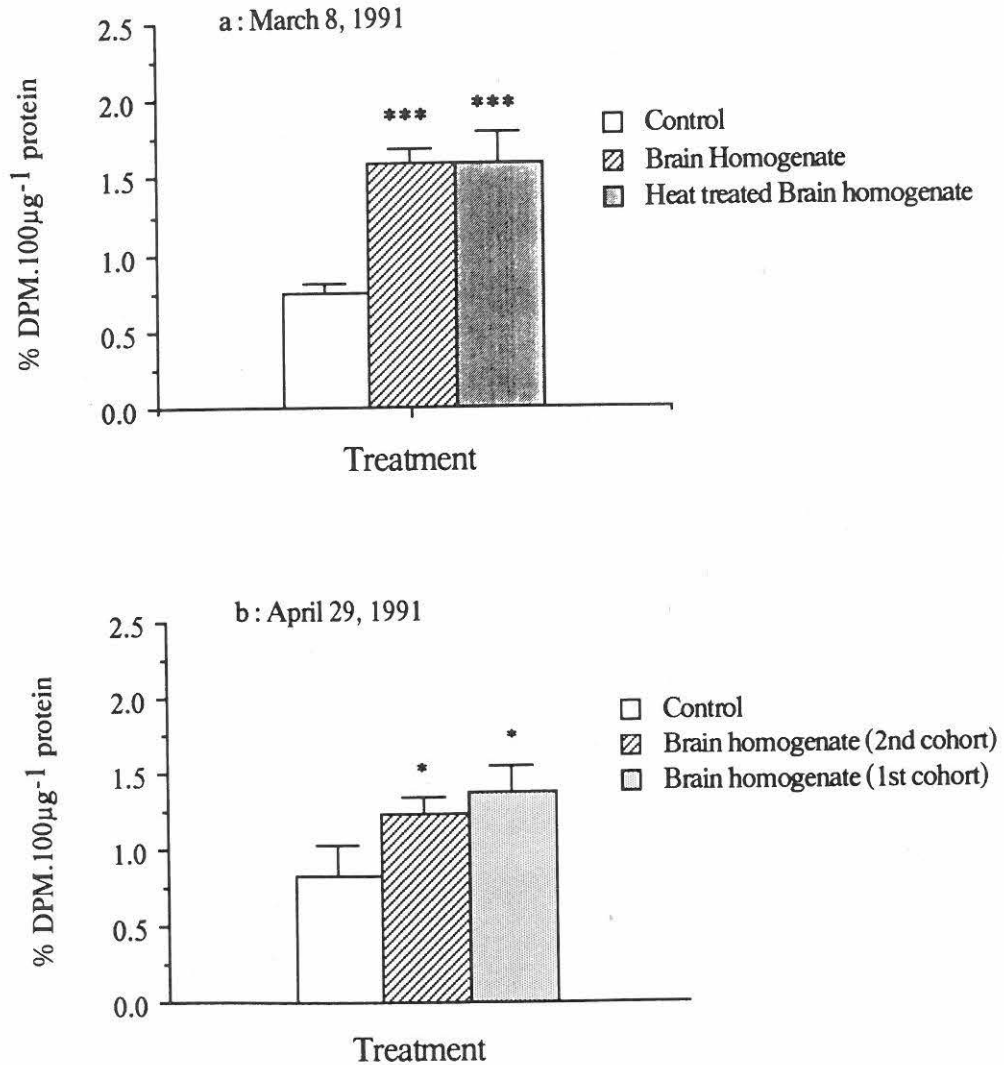 a : March 8, 1991
% DPM.100µg⁻¹ protein
2.5
2.0
1.5
1.0
0.5
0.0
***
***
Control
Brain Homogenate
Heat treated Brain homogenate
Treatment
b : April 29, 1991
% DPM.100µg⁻¹ protein
2.5
2.0
1.5
1.0
0.5
0.0
*
*
Control
Brain homogenate (2nd cohort)
Brain homogenate (1st cohort)
Treatment